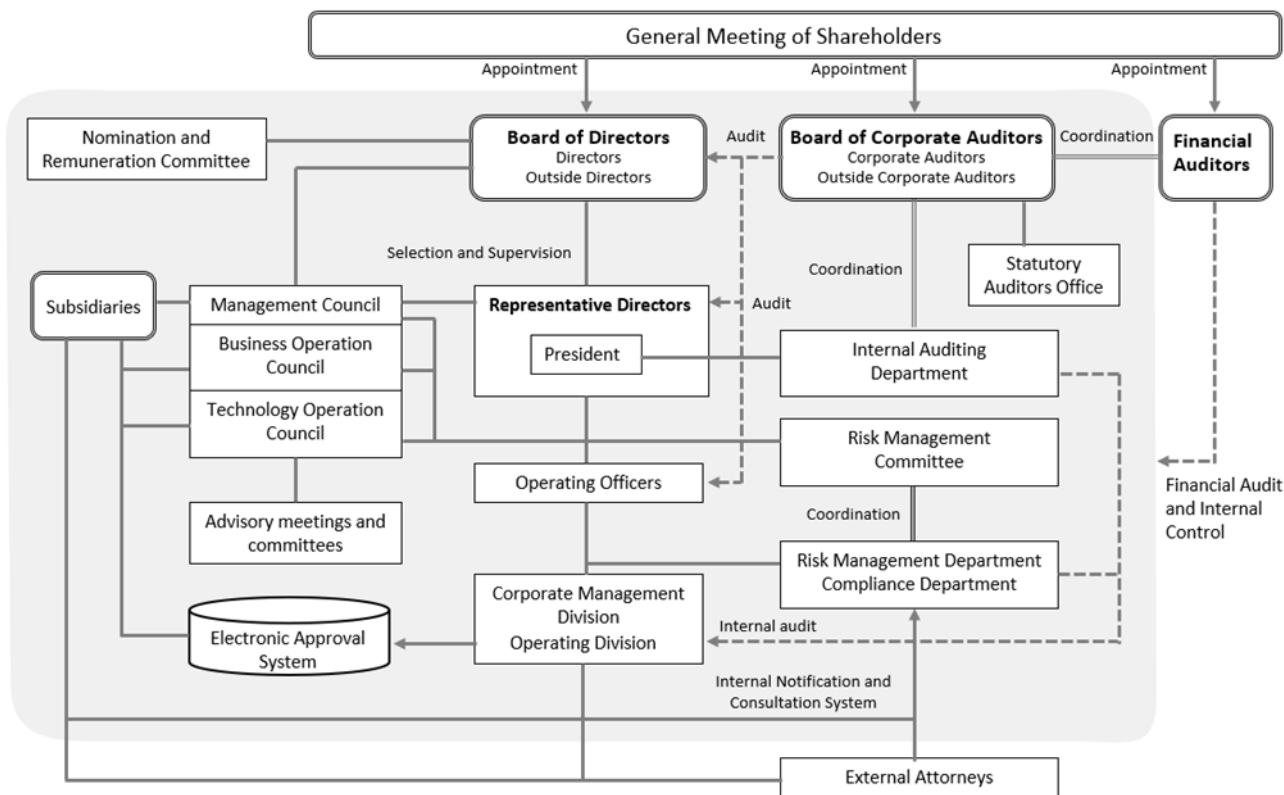 General Meeting of Shareholders
Appointment
Appointment
Appointment
Nomination and
Remuneration Committee
Board of Directors
Directors
Outside Directors
Audit
Board of Corporate Auditors
Corporate Auditors
Outside Corporate Auditors
Coordination
Financial
Auditors
Selection and Supervision
Coordination
Statutory
Auditors Office
Subsidiaries
Management Council
Representative Directors
Audit
Business Operation
Council
President
Internal Auditing
Department
Technology Operation
Council
Risk Management
Committee
Operating Officers
Financial Audit
and Internal
Control
Advisory meetings and
committees
Coordination
Risk Management Department
Compliance Department
Corporate Management
Division
Operating Division
Electronic Approval
System
Internal audit
Internal Notification and
Consultation System
External Attorneys